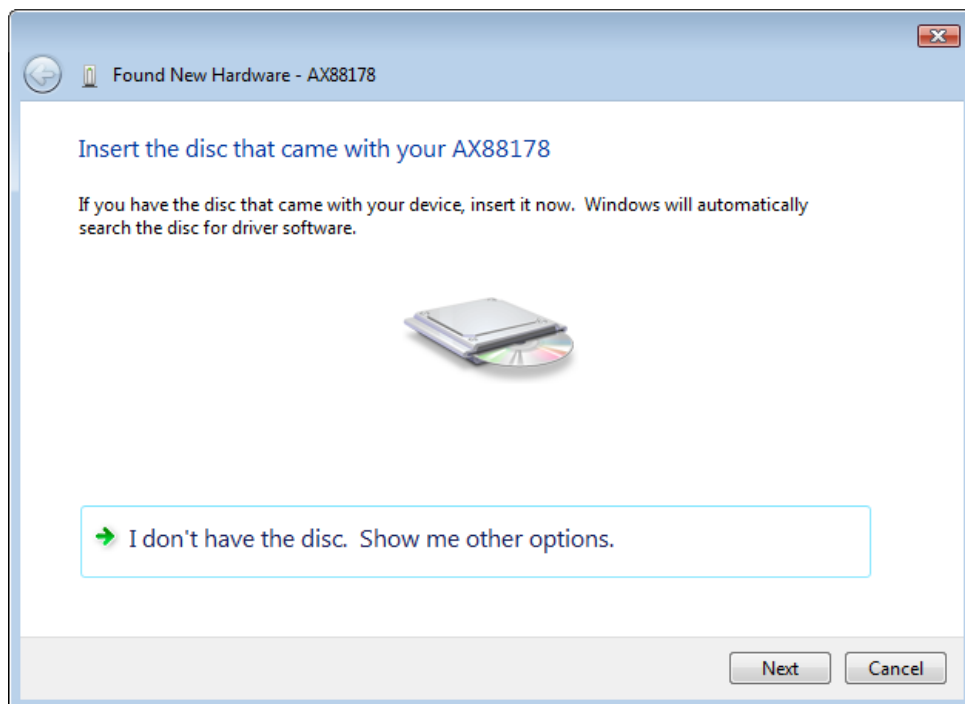 Found New Hardware - AX88178
Insert the disc that came with your AX88178
If you have the disc that came with your device, insert it now.  Windows will automatically
search the disc for driver software.
I don't have the disc.  Show me other options.
Next
Cancel